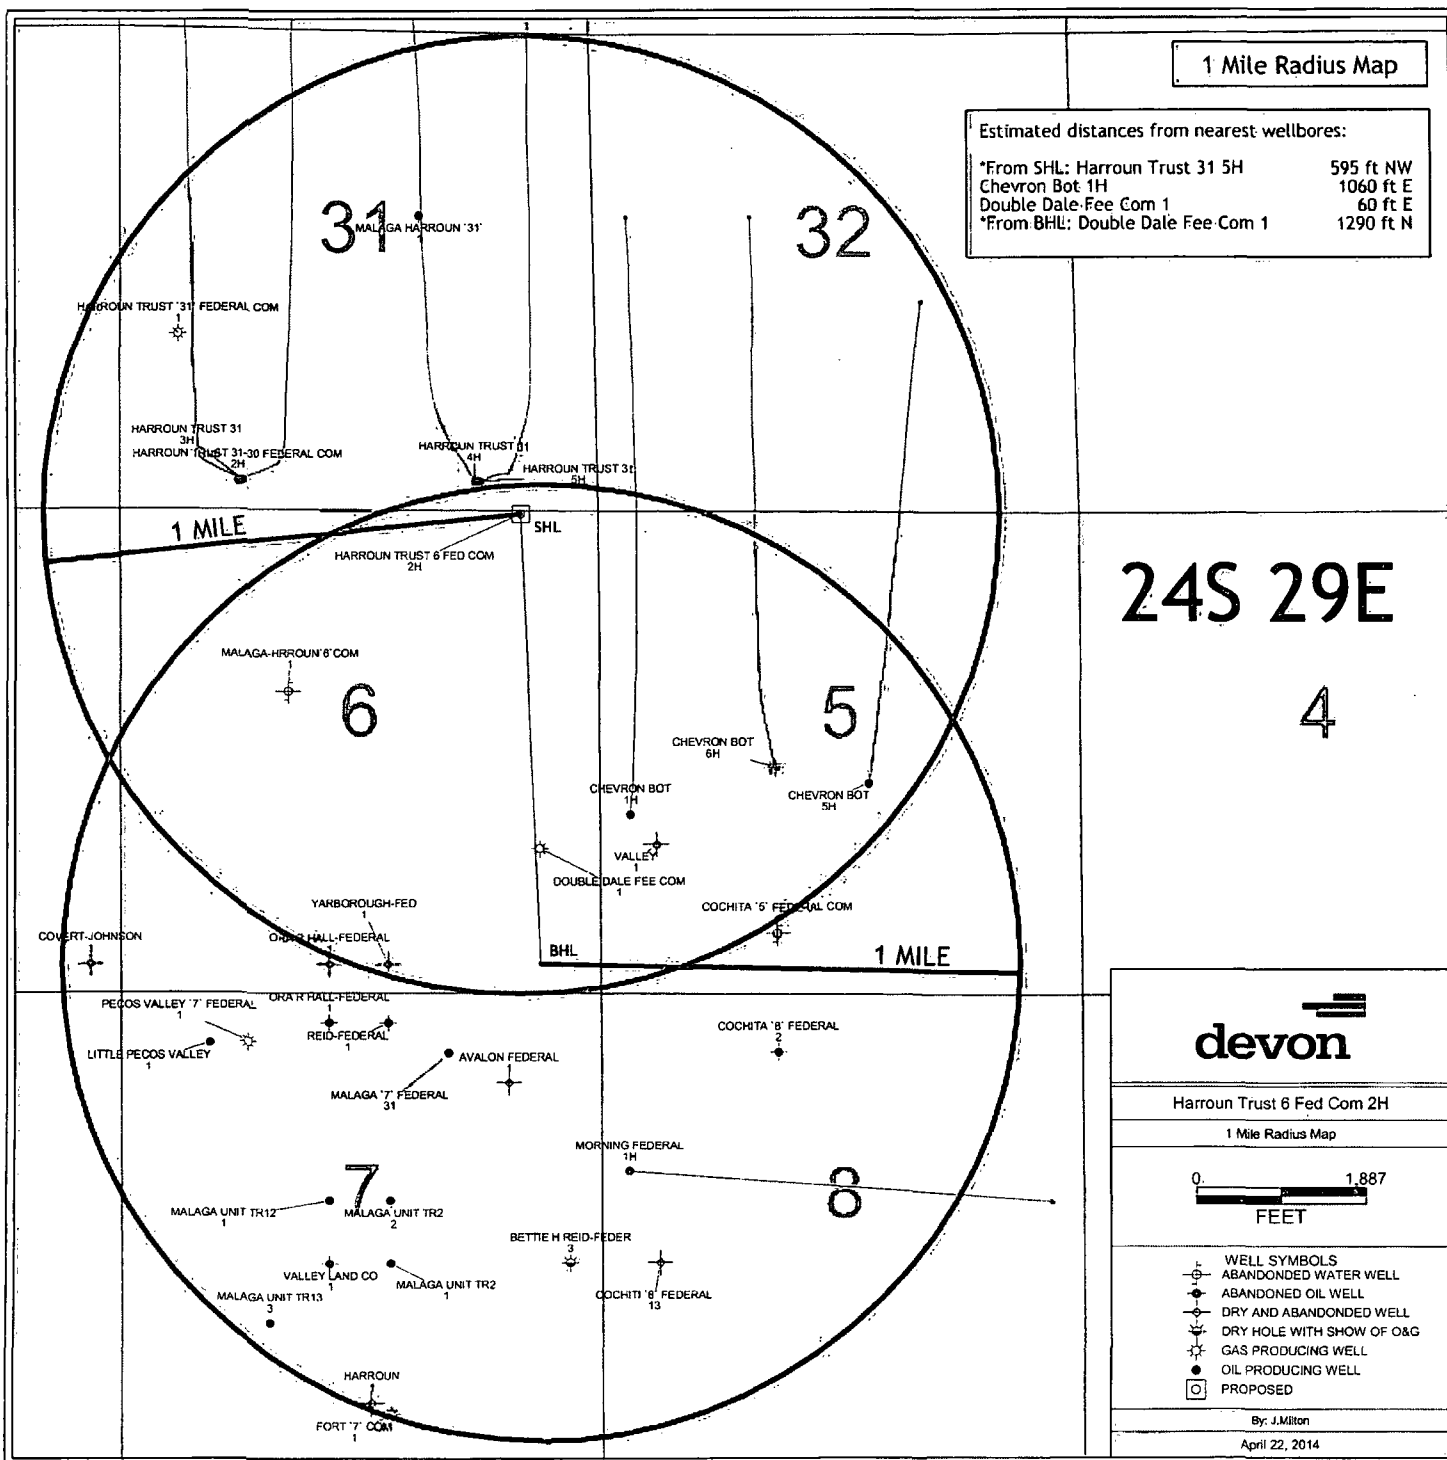 1 Mile Radius Map
Estimated distances from nearest wellbores:
*From SHL: Harroun Trust 31 5H 595 ft NW
Chevron Bot 1H 1060 ft E
Double Dale Fee Com 1 60 ft E
*From BHL: Double Dale Fee Com 1 1290 ft N
31
MALAGA HARROUN '31'
1
32
HARROUN TRUST '31' FEDERAL COM
1
HARROUN TRUST 31
3H
HARROUN TRUST 31-30 FEDERAL COM
2H
HARROUN TRUST 31
4H
HARROUN TRUST 31
5H
1 MILE
SHL
HARROUN TRUST 6 FED COM
2H
24S 29E
MALAGA-HRROUN'6'COM
1
6
5
4
CHEVRON BOT
6H
CHEVRON BOT
1H
CHEVRON BOT
5H
VALLEY
1
DOUBLE DALE FEE COM
1
YARBOROUGH-FED
1
COCHITA '5' FEDERAL COM
1
COVERT-JOHNSON
1
ORA R HALL-FEDERAL
1
BHL
1 MILE
PECOS VALLEY '7' FEDERAL
1
ORA R HALL-FEDERAL
1
REID-FEDERAL
1
LITTLE PECOS VALLEY
1
AVALON FEDERAL
1
COCHITA '8' FEDERAL
2
MALAGA '7' FEDERAL
31
MORNING FEDERAL
1H
7
8
MALAGA UNIT TR12
1
MALAGA UNIT TR2
2
BETTIE H REID-FEDER
3
VALLEY LAND CO
1
MALAGA UNIT TR2
1
COCHITI '8' FEDERAL
13
MALAGA UNIT TR13
3
HARROUN
1
FORT '7' COM
1
devon
Harroun Trust 6 Fed Com 2H
1 Mile Radius Map
0 1,887
FEET
WELL SYMBOLS
ABANDONDED WATER WELL
ABANDONED OIL WELL
DRY AND ABANDONDED WELL
DRY HOLE WITH SHOW OF O&G
GAS PRODUCING WELL
OIL PRODUCING WELL
PROPOSED
By: J.Milton
April 22, 2014